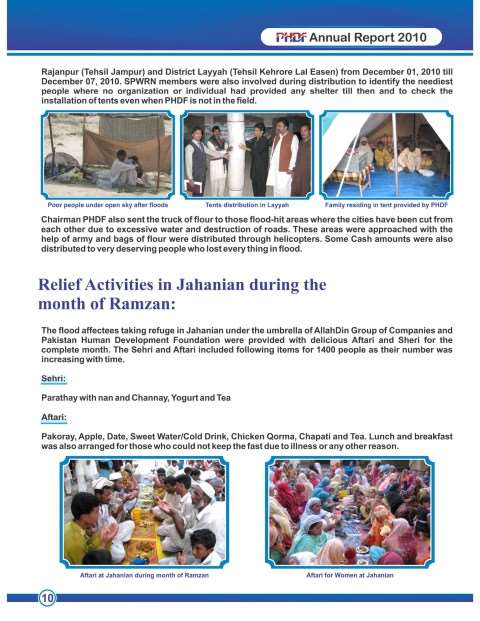 PHDF Annual Report 2010
Rajanpur (Tehsil Jampur) and District Layyah (Tehsil Kehrore Lal Easen) from December 01, 2010 till
December 07, 2010. SPWRN members were also involved during distribution to identify the neediest
people where no organization or individual had provided any shelter till then and to check the
installation of tents even when PHDF is not in the field.
Poor people under open sky after floods
Tents distribution in Layyah
Family residing in tent provided by PHDF
Chairman PHDF also sent the truck of flour to those flood-hit areas where the cities have been cut from
each other due to excessive water and destruction of roads. These areas were approached with the
help of army and bags of flour were distributed through helicopters. Some Cash amounts were also
distributed to very deserving people who lost every thing in flood.
Relief Activities in Jahanian during the
month of Ramzan:
The flood affectees taking refuge in Jahanian under the umbrella of AllahDin Group of Companies and
Pakistan Human Development Foundation were provided with delicious Aftari and Sheri for the
complete month. The Sehri and Aftari included following items for 1400 people as their number was
increasing with time.
Sehri:
Parathay with nan and Channay, Yogurt and Tea
Aftari:
Pakoray, Apple, Date, Sweet Water/Cold Drink, Chicken Qorma, Chapati and Tea. Lunch and breakfast
was also arranged for those who could not keep the fast due to illness or any other reason.
Aftari at Jahanian during month of Ramzan
Aftari for Women at Jahanian
10